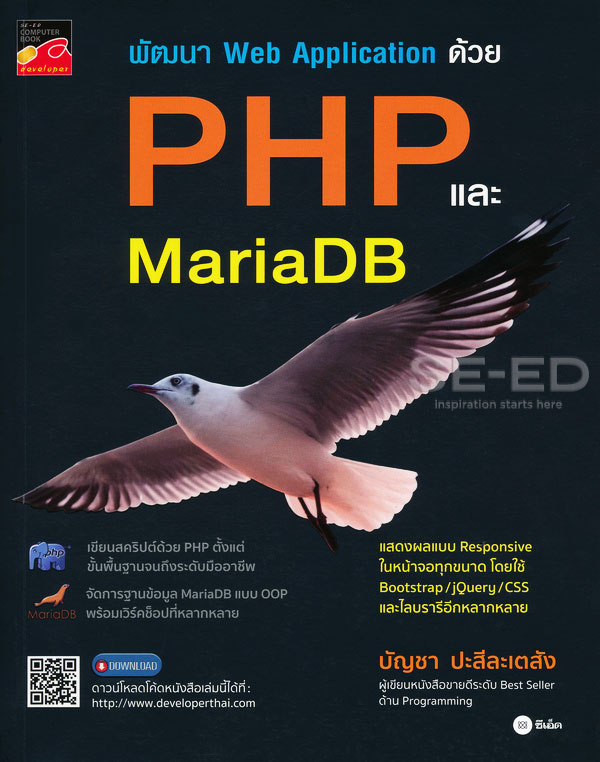 SE-ED
COMPUTER
BOOK
developer
พัฒนา Web Application ด้วย
PHP
และ
MariaDB
SE-ED
inspiration starts here
php
เขียนสคริปต์ด้วย PHP ตั้งแต่
ขั้นพื้นฐานจนถึงระดับมืออาชีพ
MariaDB
จัดการฐานข้อมูล MariaDB แบบ OOP
พร้อมเวิร์คช็อปที่หลากหลาย
แสดงผลแบบ Responsive
ในหน้าจอทุกขนาด โดยใช้
Bootstrap/jQuery/CSS
และไลบรารีอีกหลากหลาย
DOWNLOAD
ดาวน์โหลดโค้ดหนังสือเล่มนี้ได้ที่ :
http://www.developerthai.com
บัญชา ปะสีละเตสัง
ผู้เขียนหนังสือขายดีระดับ Best Seller
ด้าน Programming
ซีเอ็ด